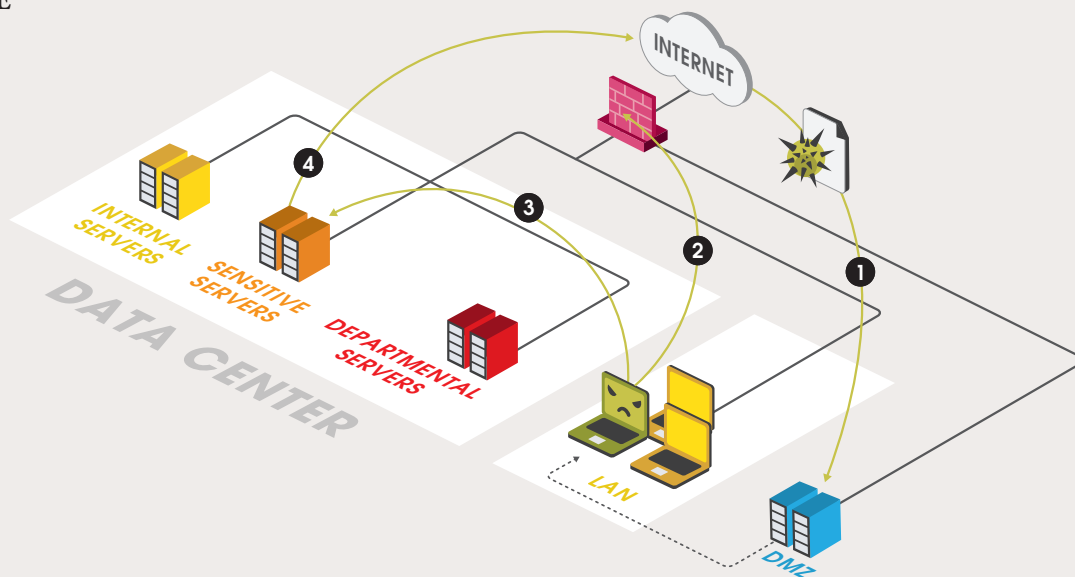 E
INTERNET
4
3
2
1
INTERNAL
SERVERS
SENSITIVE
SERVERS
DEPARTMENTAL
SERVERS
DATA CENTER
LAN
DMZ